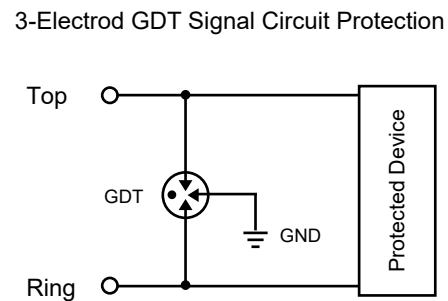 3-Electrod GDT Signal Circuit Protection
Top
GDT
GND
Ring
Protected Device